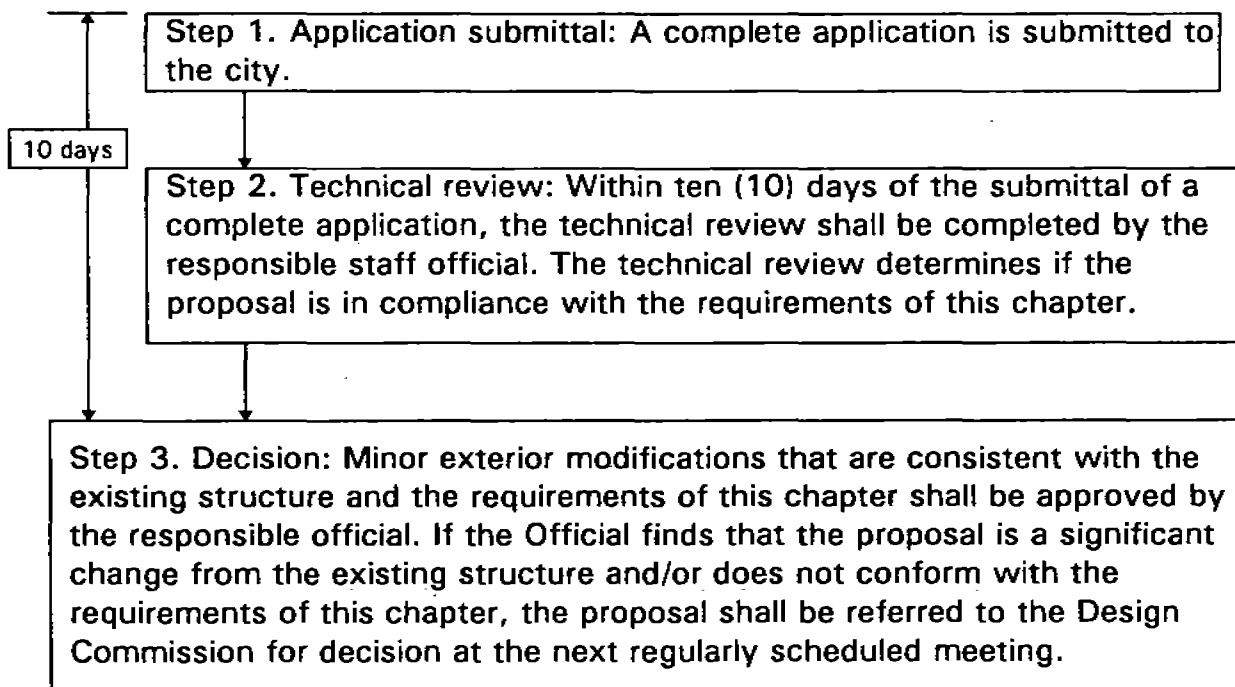 Step 1. Application submittal: A complete application is submitted to
the city.
10 days
Step 2. Technical review: Within ten (10) days of the submittal of a
complete application, the technical review shall be completed by the
responsible staff official. The technical review determines if the
proposal is in compliance with the requirements of this chapter.
Step 3. Decision: Minor exterior modifications that are consistent with the
existing structure and the requirements of this chapter shall be approved by
the responsible official. If the Official finds that the proposal is a significant
change from the existing structure and/or does not conform with the
requirements of this chapter, the proposal shall be referred to the Design
Commission for decision at the next regularly scheduled meeting.